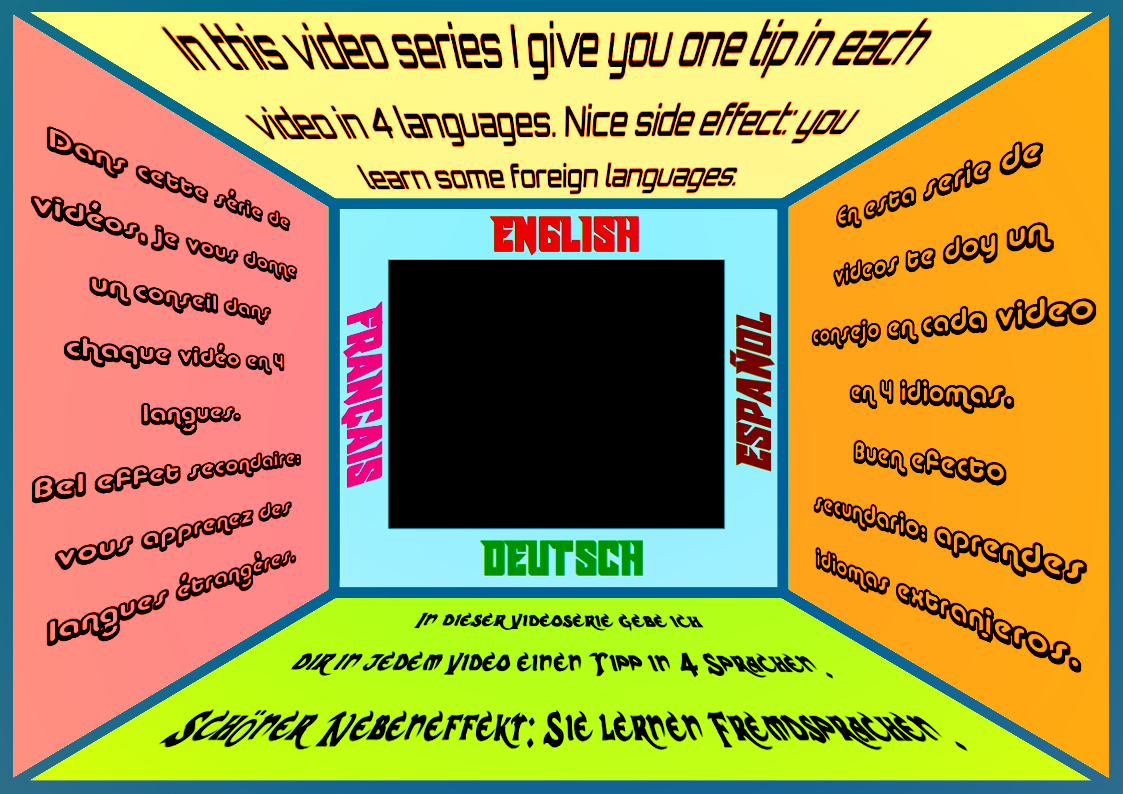 In this video series I give you one tip in each
video in 4 languages. Nice side effect: you
learn some foreign languages.
Dans cette série de
vidéos, je vous donne
un conseil dans
chaque vidéo en 4
langues.
Bel effet secondaire:
vous apprenez des
langues étrangères.
ENGLISH
FRANÇAIS
ESPAÑOL
DEUTSCH
En esta serie de
videos te doy un
consejo en cada video
en 4 idiomas.
Buen efecto
secundario: aprendes
idiomas extranjeros.
In dieser Videoserie gebe ich
dir in jedem Video einen Tipp in 4 Sprachen.
Schöner Nebeneffekt: Sie lernen Fremdsprachen.